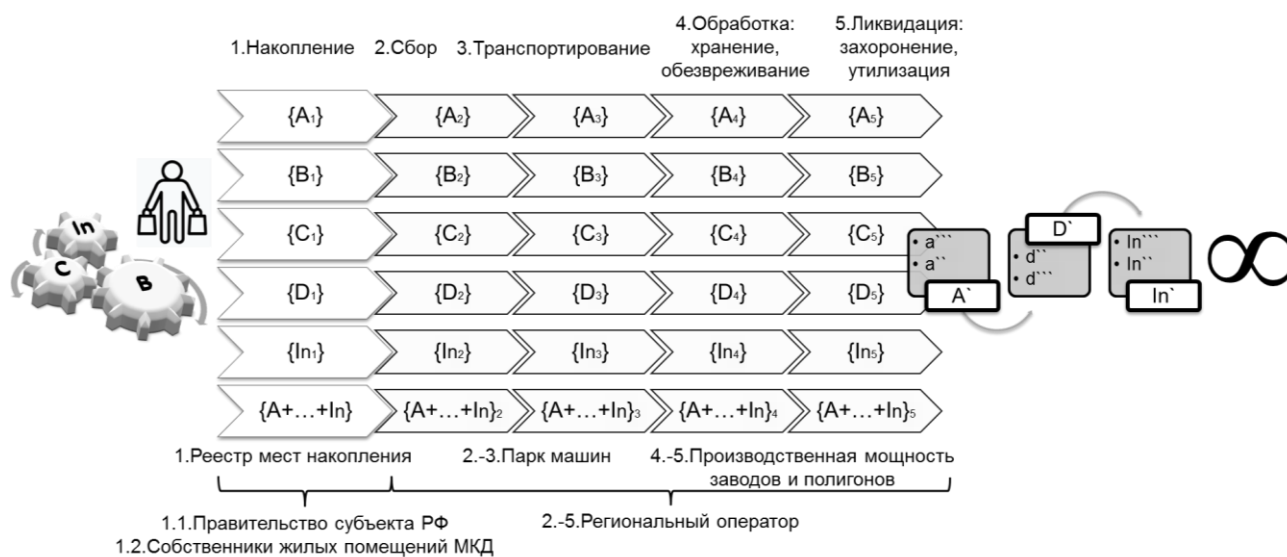 1.Накопление
2.Сбор
3.Транспортирование
4.Обработка:
хранение,
обезвреживание
5.Ликвидация:
захоронение,
утилизация
{A₁} {A₂} {A₃} {A₄} {A₅}
{B₁} {B₂} {B₃} {B₄} {B₅}
{C₁} {C₂} {C₃} {C₄} {C₅}
{D₁} {D₂} {D₃} {D₄} {D₅}
{In₁} {In₂} {In₃} {In₄} {In₅}
{A+…+In} {A+…+In}₂ {A+…+In}₃ {A+…+In}₄ {A+…+In}₅
In
C
B
• a```
• a``
A`
D`
• d``
• d```
• In```
• In``
In`
∞
1.Реестр мест накопления
2.-3.Парк машин
4.-5.Производственная мощность
заводов и полигонов
1.1.Правительство субъекта РФ
1.2.Собственники жилых помещений МКД
2.-5.Региональный оператор